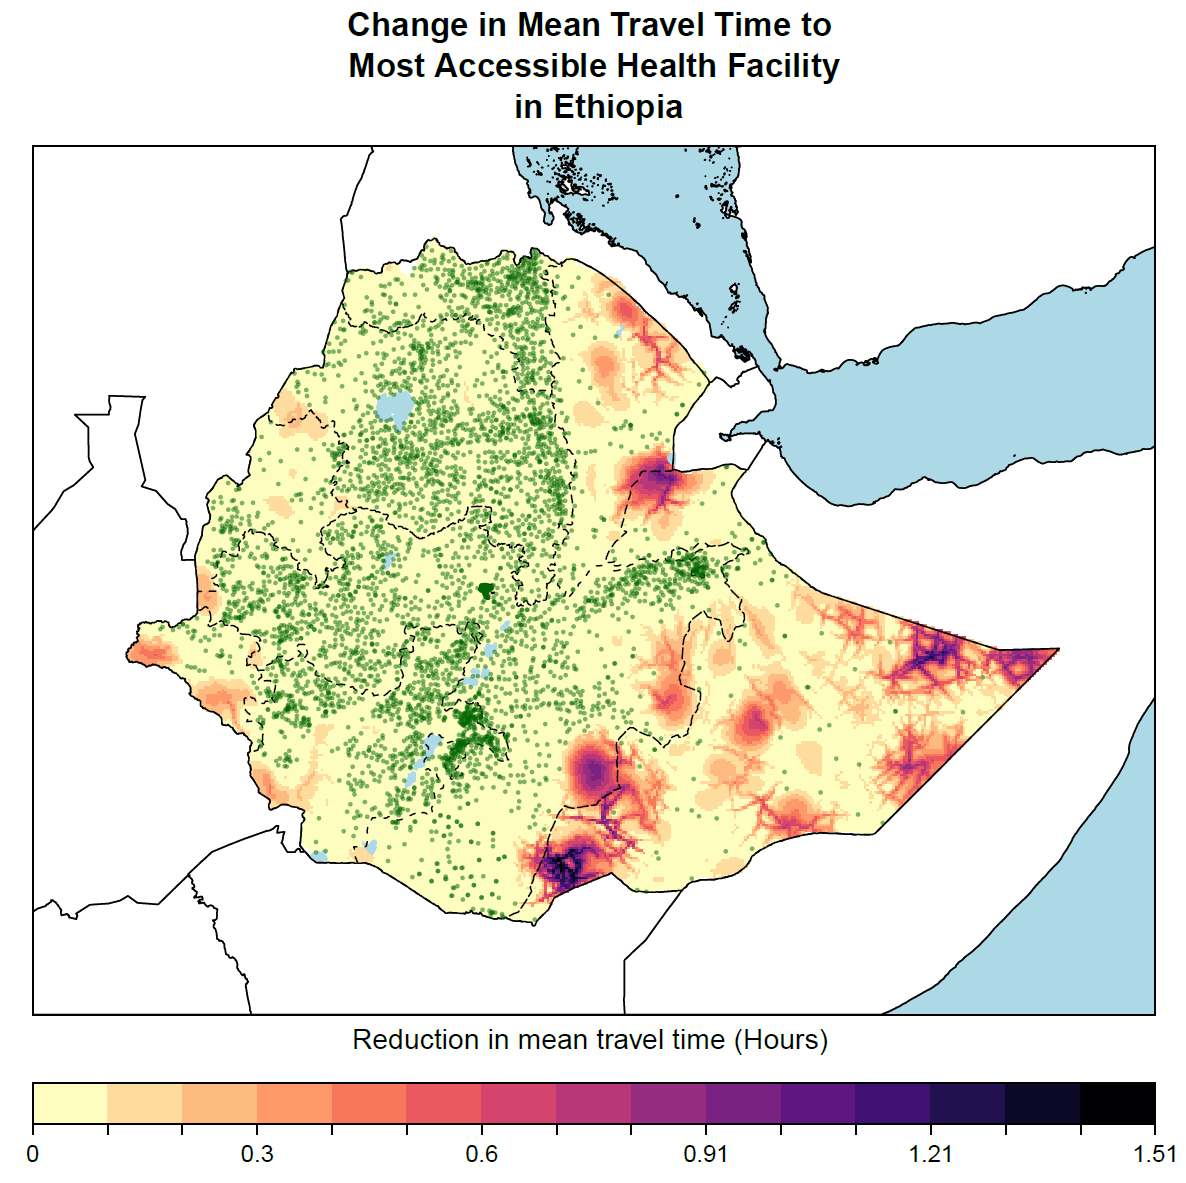 Change in Mean Travel Time to
Most Accessible Health Facility
in Ethiopia
Reduction in mean travel time (Hours)
0 0.3 0.6 0.91 1.21 1.51